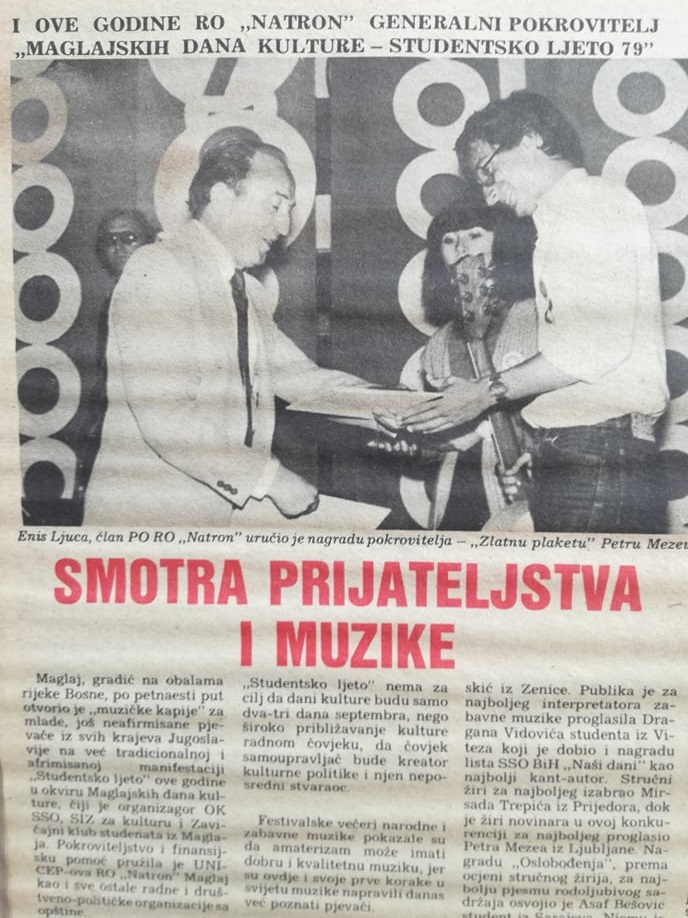 I OVE GODINE RO „NATRON” GENERALNI POKROVITELJ
„MAGLAJSKIH DANA KULTURE – STUDENTSKO LJETO 79”
Enis Ljuca, član PO RO „Natron” uručio je nagradu pokrovitelja – „Zlatnu plaketu” Petru Mezeu
SMOTRA PRIJATELJSTVA
I MUZIKE
Maglaj, gradić na obalama
rijeke Bosne, po petnaesti put
otvorio je „muzičke kapije” za
mlade, još neafirmisane pje-
vače iz svih krajeva Jugosla-
vije na već tradicionalnoj i
afrimisanoj manifestaciji
„Studentsko ljeto” ove godine
u okviru Maglajskih dana kul-
ture, čiji je organizagor OK
SSO, SIZ za kulturu i Zavi-
čajni klub studenata iz Magla-
ja. Pokroviteljstvo i finansij-
sku pomoć pružila je UNI-
CEP-ova RO „Natron” Maglaj
kao i sve ostale radne i druš-
tveno-političke organizacije sa
opštine.
„Studentsko ljeto” nema za
cilj da dani kulture budu samo
dva-tri dana septembra, nego
široko približavanje kulture
radnom čovjeku, da čovjek
samoupravljač bude kreator
kulturne politike i njen nepo-
sredni stvaraoc.
Festivalske večeri narodne i
zabavne muzike pokazale su
da amaterizam može imati
dobru i kvalitetnu muziku, jer
su ovdje i svoje prve korake u
svijetu muzike napravili danas
već poznati pjevači.
skić iz Zenice. Publika je za
najboljeg interpretatora za-
bavne muzike proglasila Dra-
gana Vidovića studenta iz Vi-
teza koji je dobio i nagradu
lista SSO BiH „Naši dani” kao
najbolji kant-autor. Stručni
žiri za najboljeg izabrao Mir-
sada Trepića iz Prijedora, dok
je žiri novinara u ovoj konku-
renciji za najboljeg proglasio
Petra Mezea iz Ljubljane. Na-
gradu „Oslobođenja”, prema
ocjeni stručnog žirija, za naj-
bolju pjesmu rodoljubivog sa-
držaja osvojio je Asaf Bešović
student iz Sarajeva.